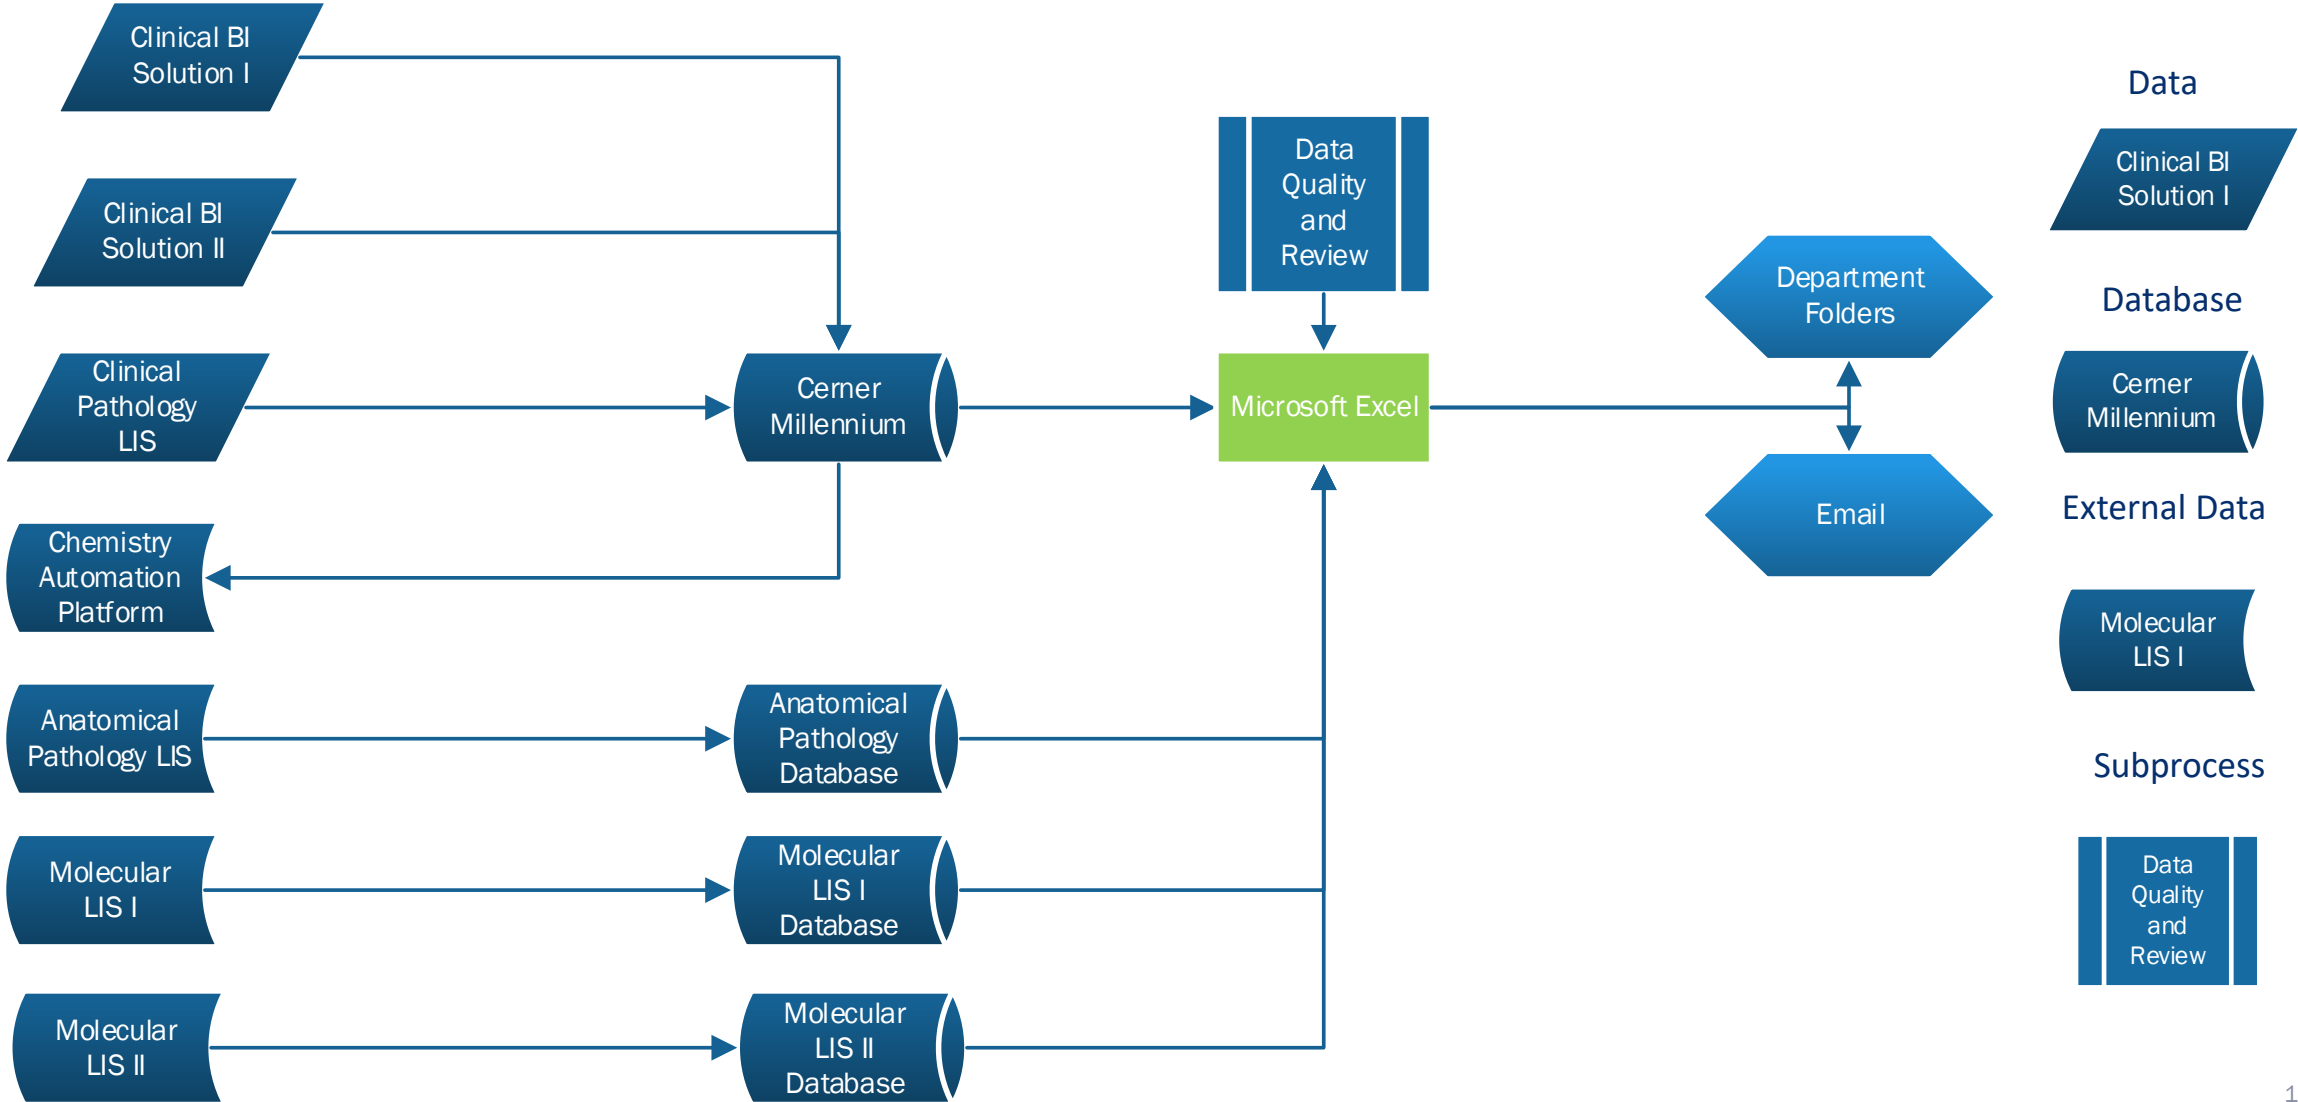 Clinical BI
Solution I
Clinical BI
Solution II
Clinical
Pathology
LIS
Chemistry
Automation
Platform
Anatomical
Pathology LIS
Molecular
LIS I
Molecular
LIS II
Cerner
Millennium
Anatomical
Pathology
Database
Molecular
LIS I
Database
Molecular
LIS II
Database
Data
Quality
and
Review
Microsoft Excel
Department
Folders
Email
Data
Clinical BI
Solution I
Database
Cerner
Millennium
External Data
Molecular
LIS I
Subprocess
Data
Quality
and
Review
1